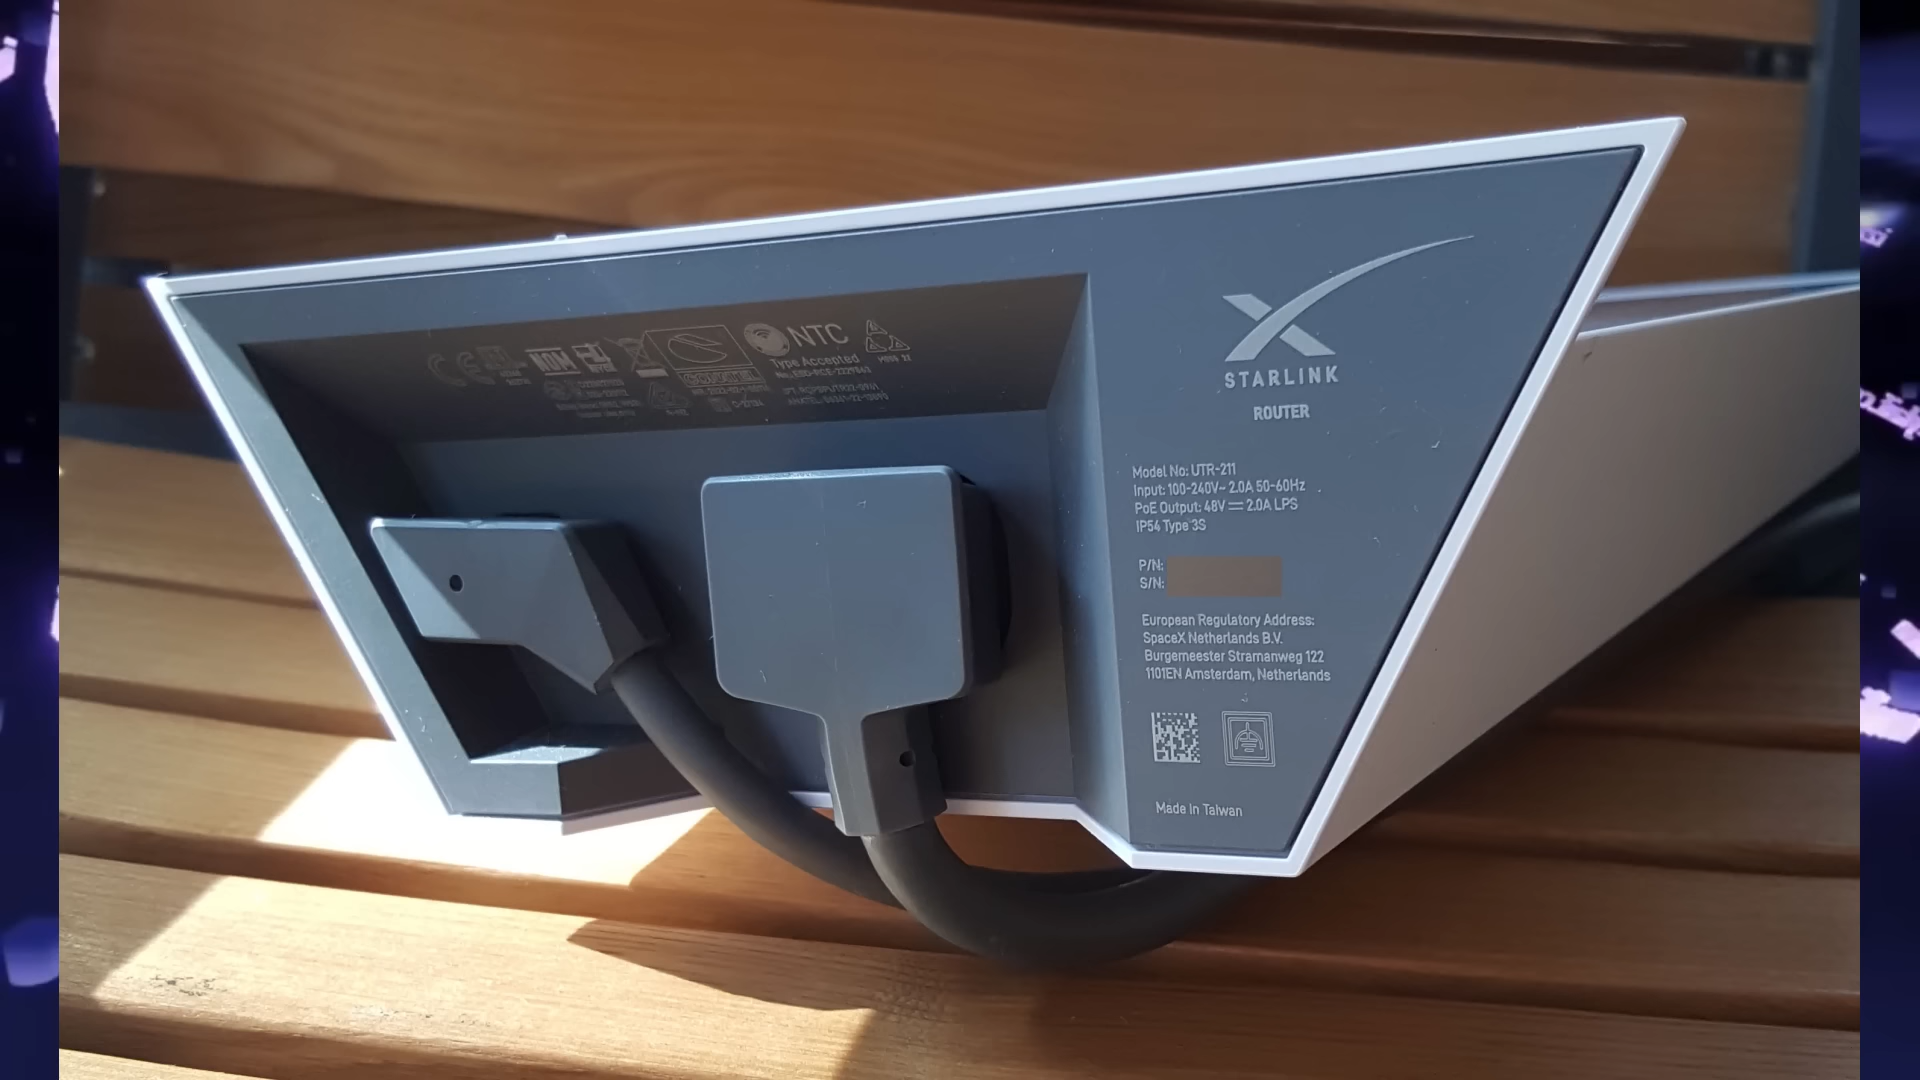 NOM
NTC
Type Accepted
STARLINK
ROUTER
Model No: UTR-211
Input: 100-240V~ 2.0A 50-60Hz
PoE Output: 48V ⎓ 2.0A LPS
IP54 Type 3S
P/N:
S/N:
European Regulatory Address:
SpaceX Netherlands B.V.
Burgemeester Stramanweg 122
1101EN Amsterdam, Netherlands
Made in Taiwan